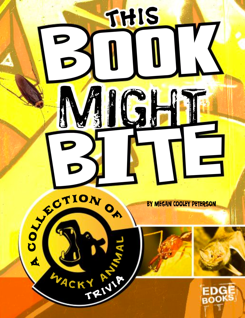 THIS
BOOK
MIGHT
BITE
BY MEGAN COOLEY PETERSON
A COLLECTION OF
WACKY ANIMAL
TRIVIA
EDGE
BOOKS